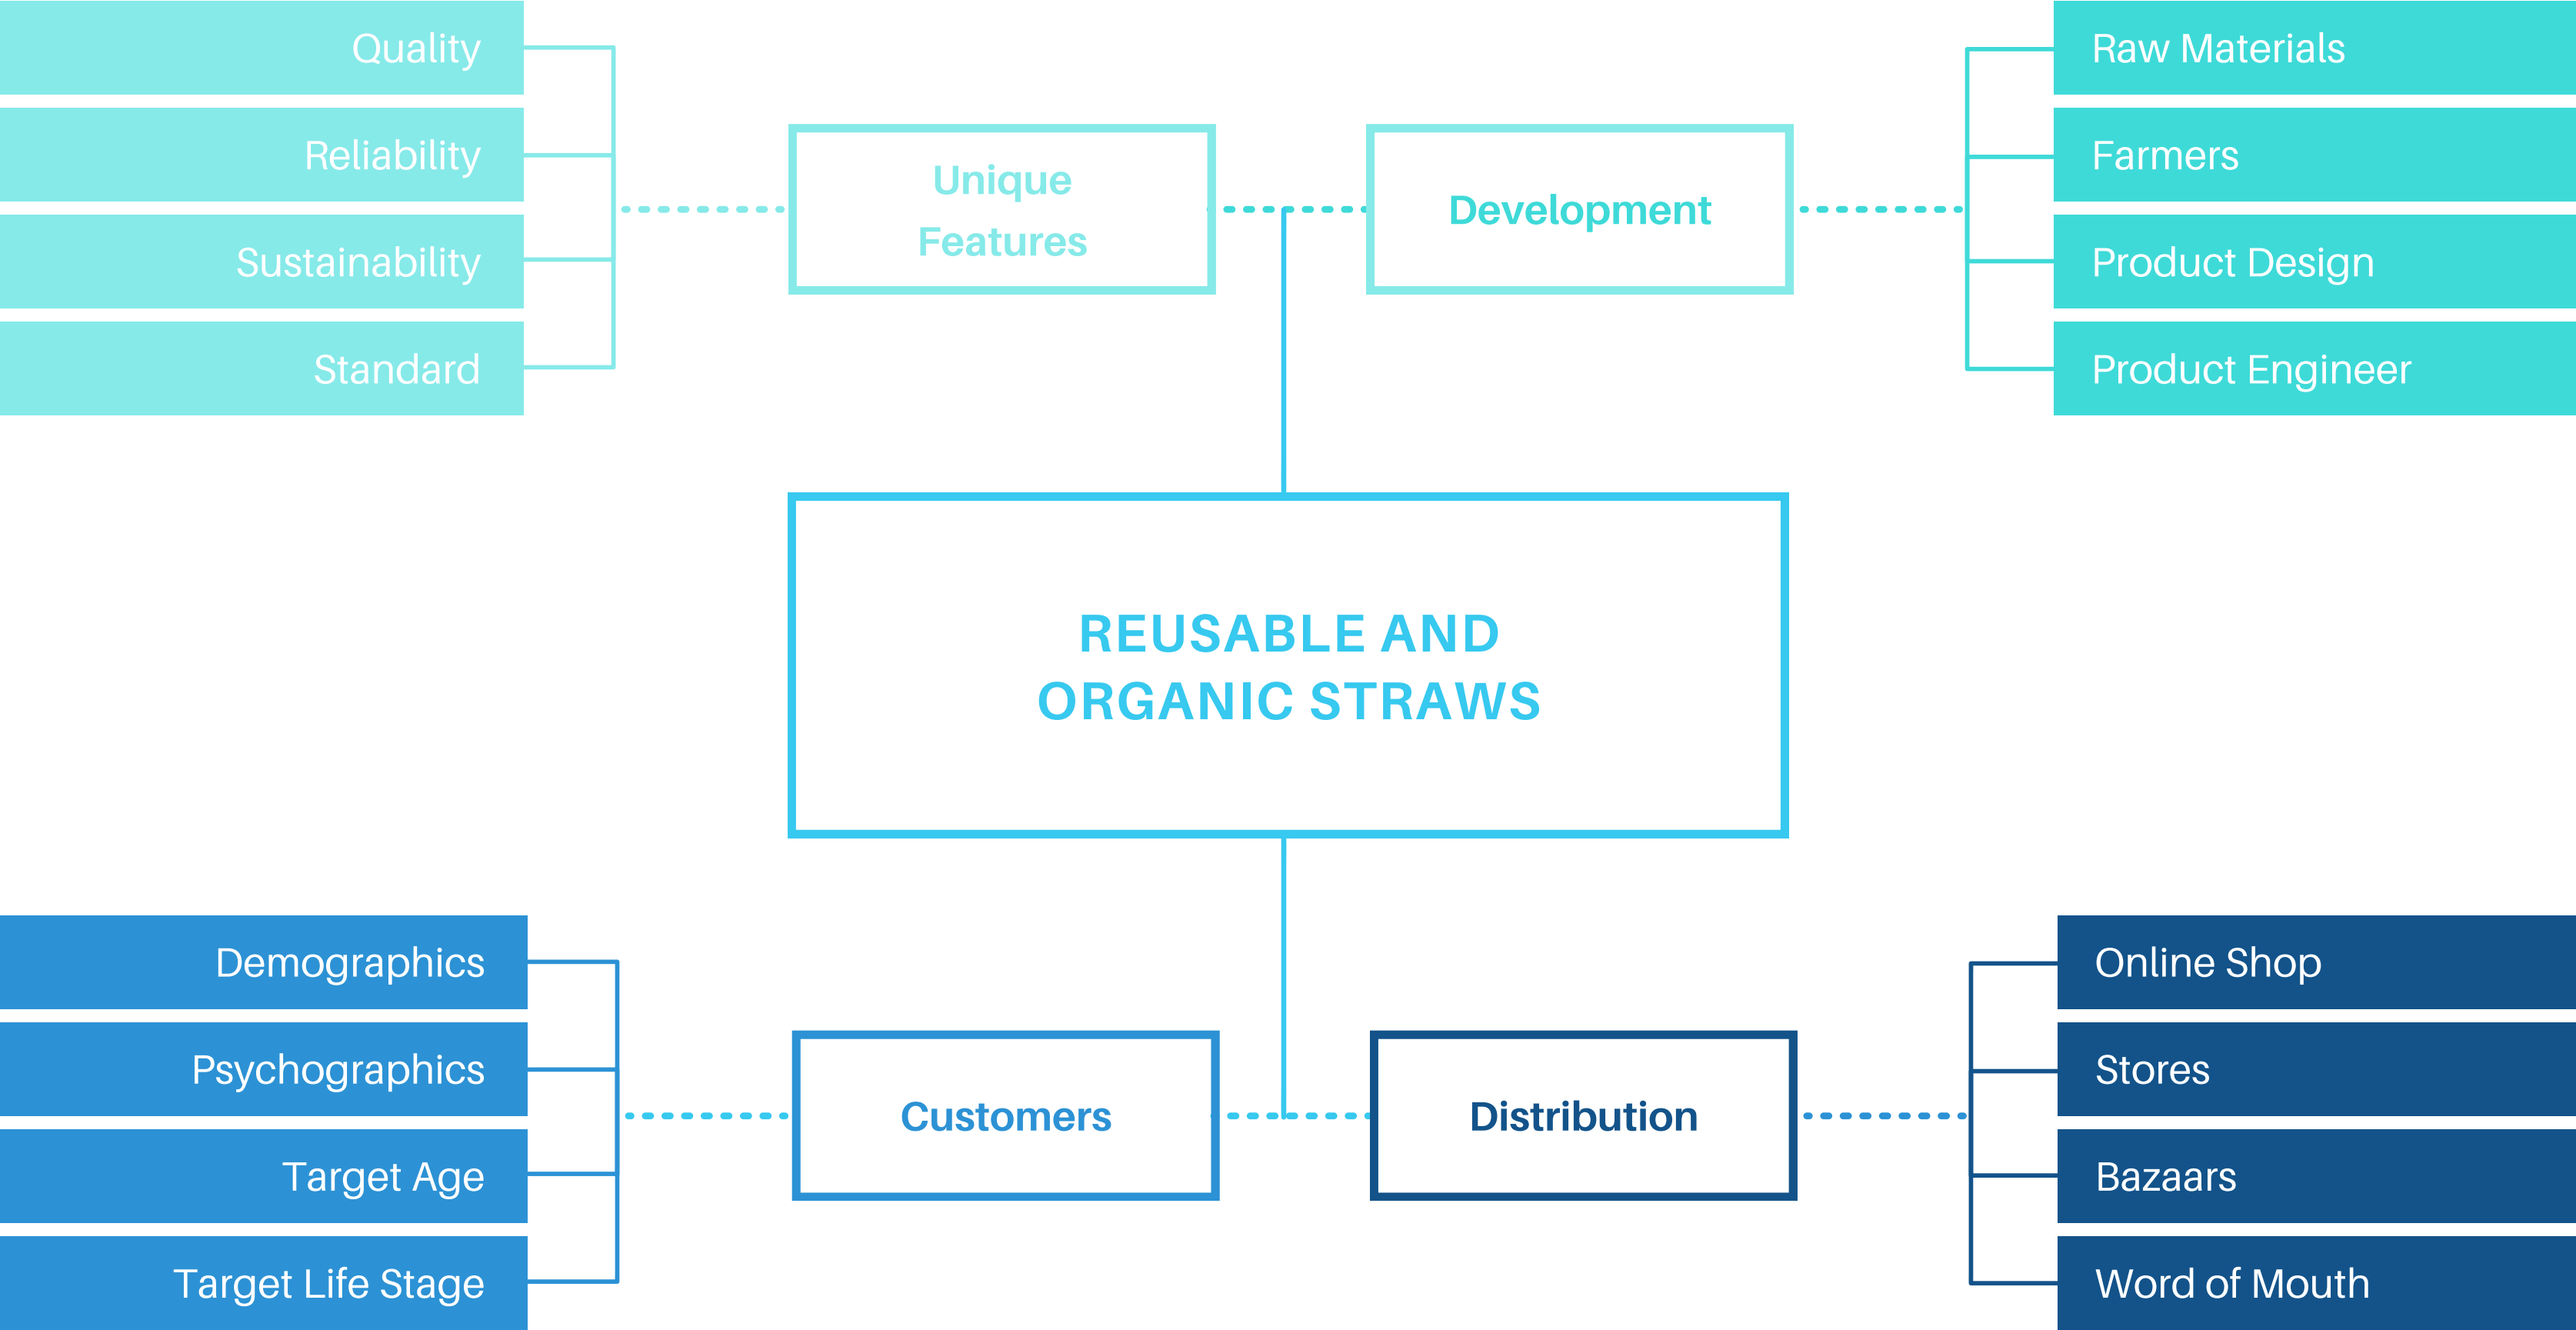 Quality
Reliability
Sustainability
Standard
Unique
Features
Development
Raw Materials
Farmers
Product Design
Product Engineer
REUSABLE AND
ORGANIC STRAWS
Demographics
Psychographics
Target Age
Target Life Stage
Customers
Distribution
Online Shop
Stores
Bazaars
Word of Mouth